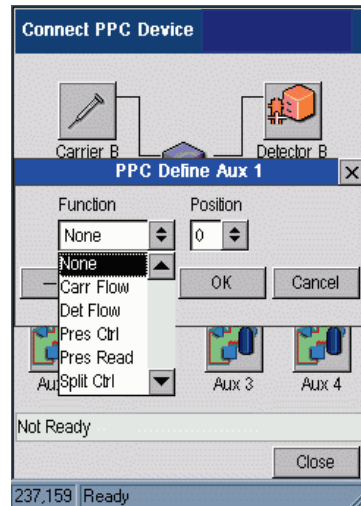 Connect PPC Device
Carrier B
Detector B
PPC Define Aux 1
Function
Position
None
0
None
Carr Flow
Det Flow
Pres Ctrl
Pres Read
Split Ctrl
OK
Cancel
Aux 3
Aux 4
Not Ready
Close
237,159 Ready